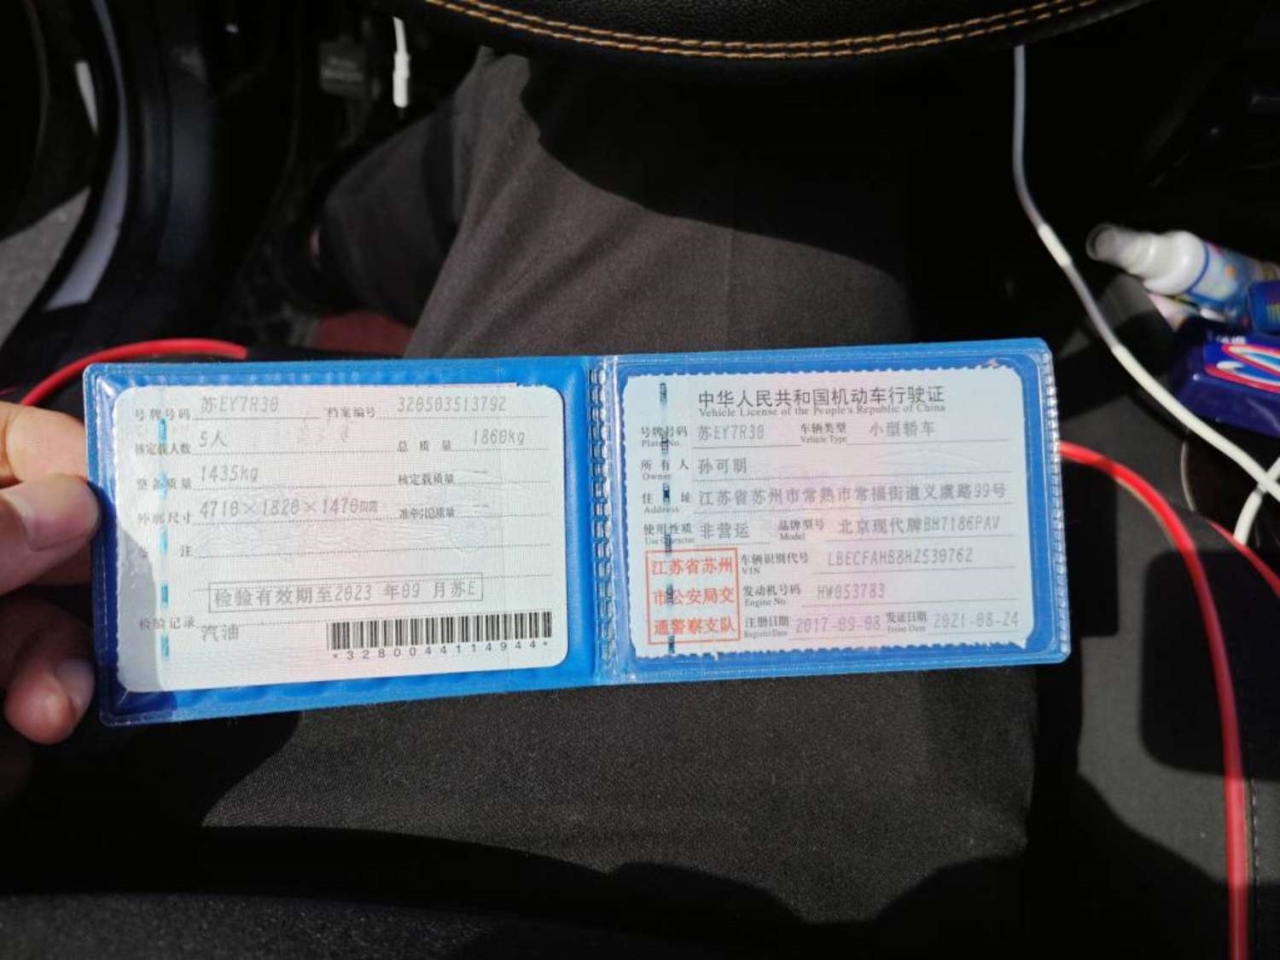 号牌号码 苏EY7R30 档案编号 320503513792
核定载人数 5人 总质量 1860kg
整备质量 1435kg 核定载质量 --
外廓尺寸 4710×1820×1470mm 准牵引总质量 --
备注
检验有效期至2023年09月苏E
检验记录
汽油
*3280044114944*
中华人民共和国机动车行驶证
Vehicle License of the People's Republic of China
号牌号码 苏EY7R30 车辆类型 小型轿车
Plate No. Vehicle Type
所有人 孙可明
Owner
住址 江苏省苏州市常熟市常福街道义虞路99号
Address
使用性质 非营运 品牌型号 北京现代牌BH7186PAV
Use Character Model
江苏省苏州
市公安局交
通警察支队
车辆识别代号 LBECFAHB8HZ530762
VIN
发动机号码 HW053783
Engine No.
注册日期 2017-09-08 发证日期 2021-08-24
Register Date Issue Date